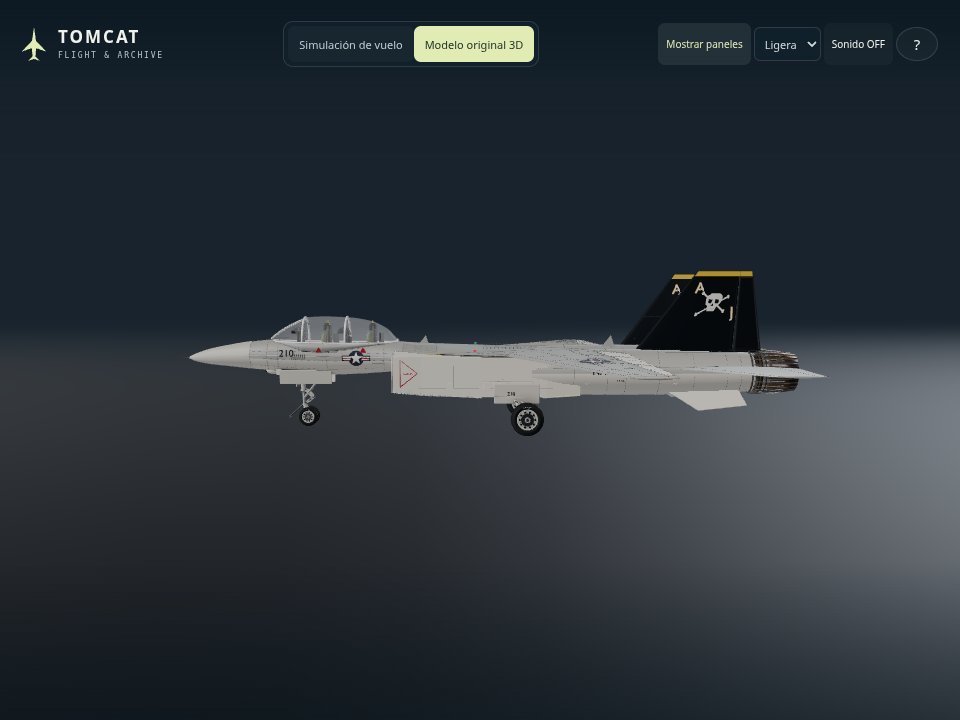 TOMCAT
FLIGHT & ARCHIVE
Simulación de vuelo
Modelo original 3D
Mostrar paneles
Ligera
Sonido OFF
?
A
A
J
210